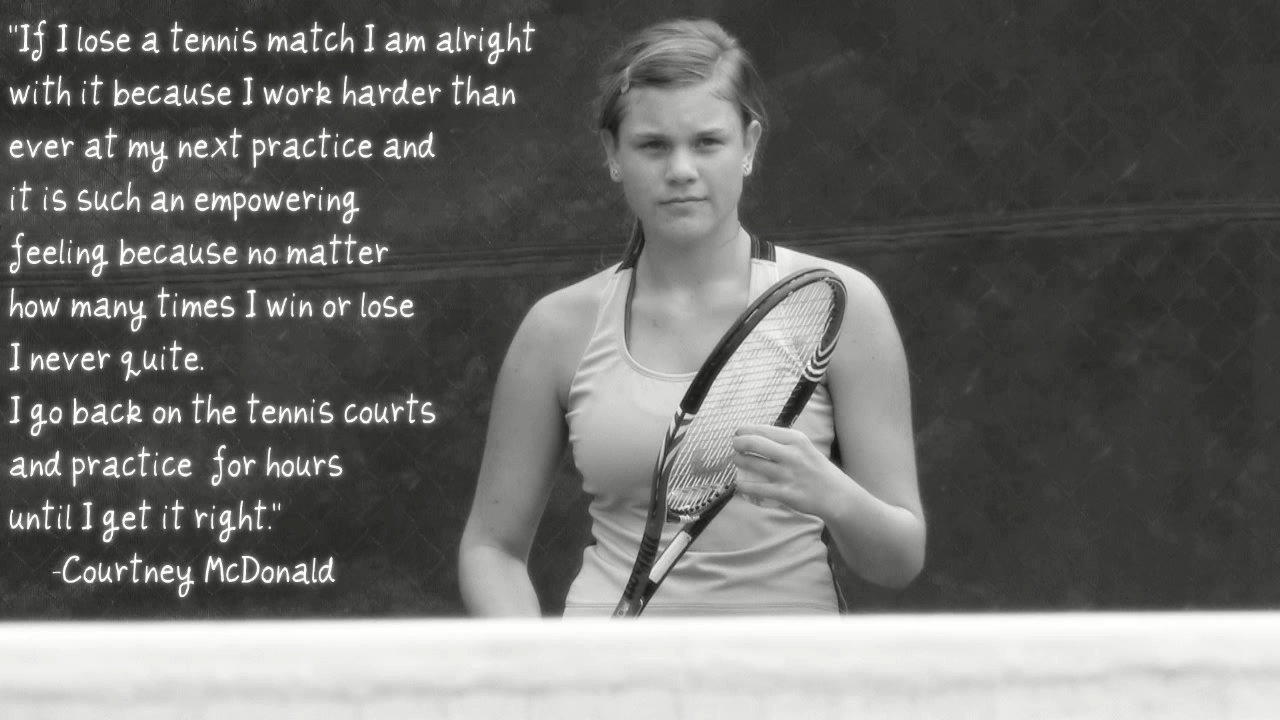 "If I lose a tennis match I am alright
with it because I work harder than
ever at my next practice and
it is such an empowering
feeling because no matter
how many times I win or lose
I never quite.
I go back on the tennis courts
and practice for hours
until I get it right."
-Courtney McDonald